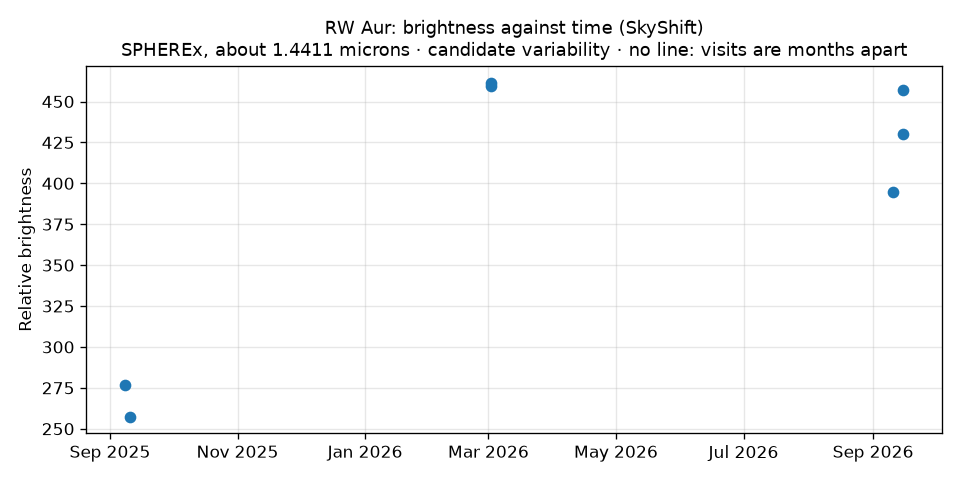 RW Aur: brightness against time (SkyShift)
SPHEREx, about 1.4411 microns · candidate variability · no line: visits are months apart
Relative brightness
450
425
400
375
350
325
300
275
250
Sep 2025
Nov 2025
Jan 2026
Mar 2026
May 2026
Jul 2026
Sep 2026